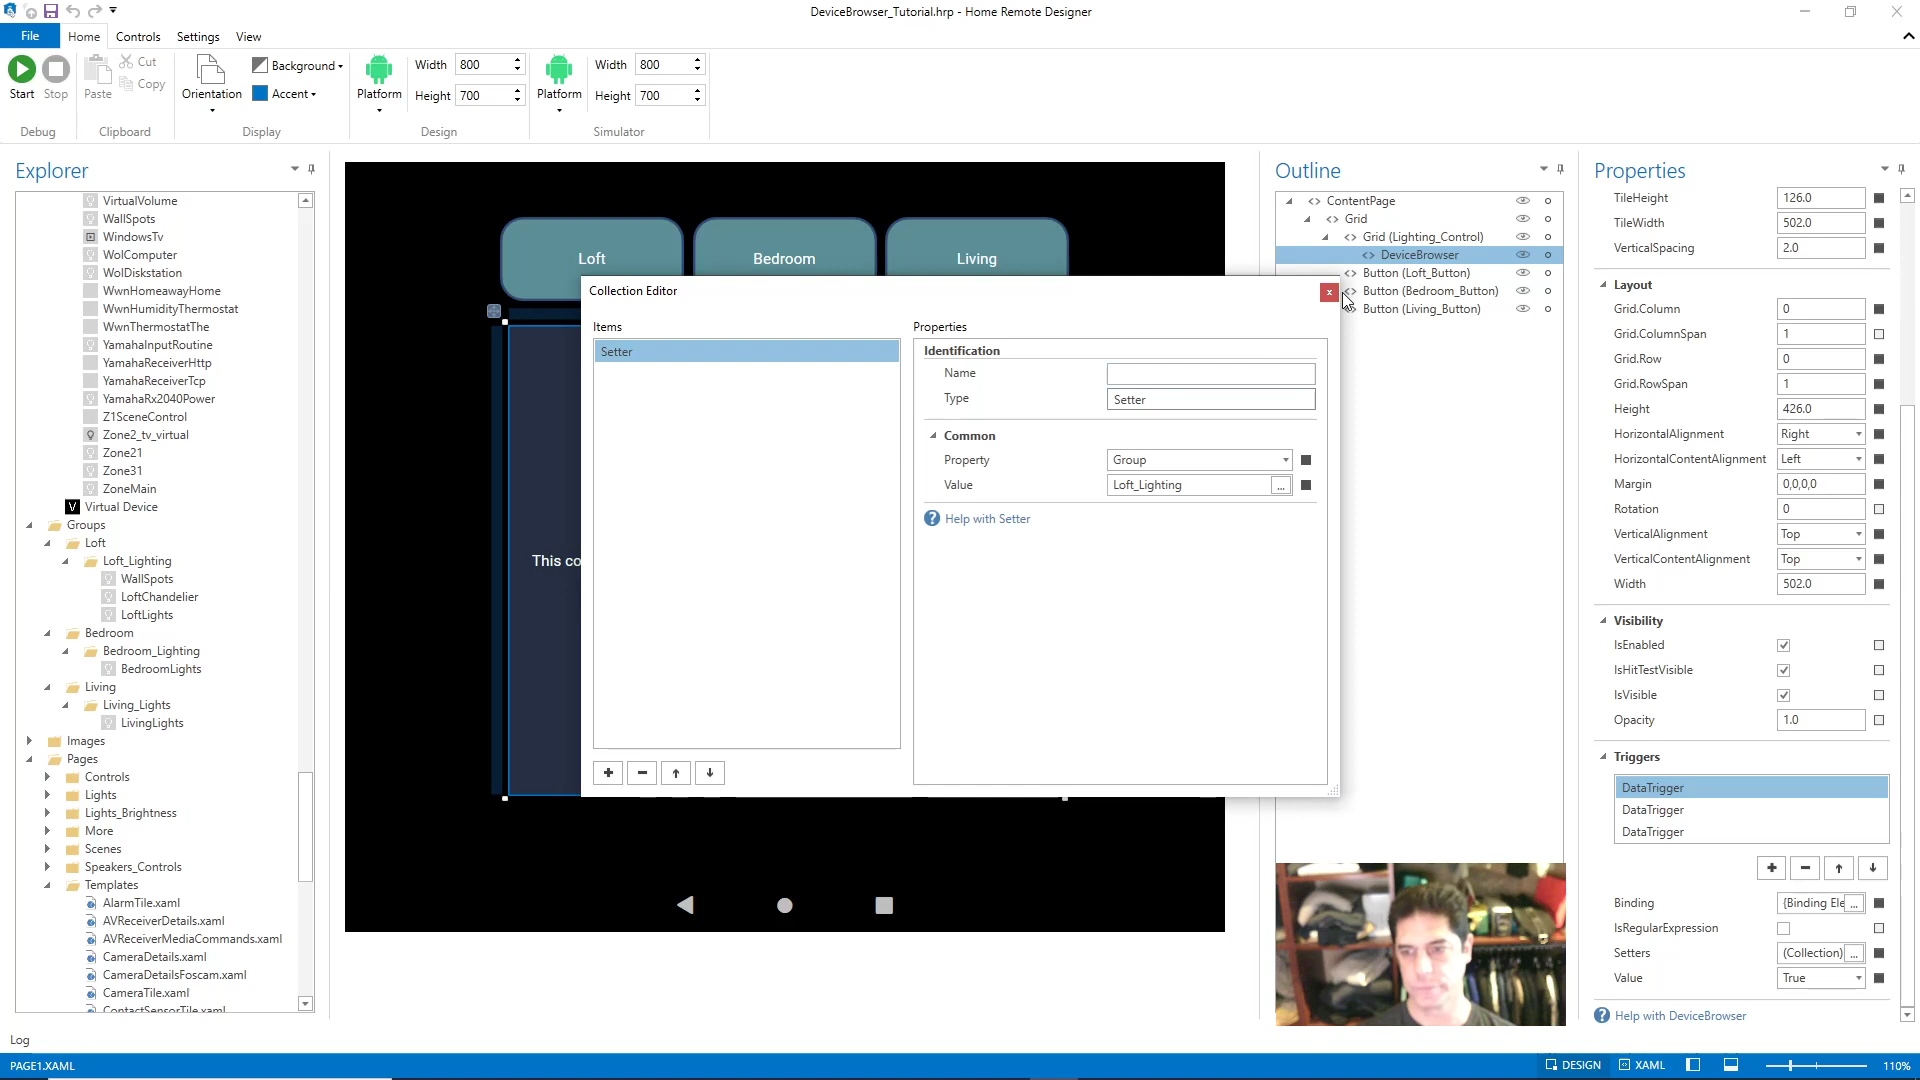 DeviceBrowser_Tutorial.hrp - Home Remote Designer
File
Home
Controls
Settings
View
Start
Stop
Debug
Paste
Cut
Copy
Clipboard
Orientation
Background
Accent
Display
Platform
Width 800
Height 700
Design
Platform
Width 800
Height 700
Simulator
Explorer
VirtualVolume
WallSpots
WindowsTv
WolComputer
WolDiskstation
WwnHomeawayHome
WwnHumidityThermostat
WwnThermostatThe
YamahaInputRoutine
YamahaReceiverHttp
YamahaReceiverTcp
YamahaRx2040Power
Z1SceneControl
Zone2_tv_virtual
Zone21
Zone31
ZoneMain
V Virtual Device
Groups
Loft
Loft_Lighting
WallSpots
LoftChandelier
LoftLights
Bedroom
Bedroom_Lighting
BedroomLights
Living
Living_Lights
LivingLights
Images
Pages
Controls
Lights
Lights_Brightness
More
Scenes
Speakers_Controls
Templates
AlarmTile.xaml
AVReceiverDetails.xaml
AVReceiverMediaCommands.xaml
CameraDetails.xaml
CameraDetailsFoscam.xaml
CameraTile.xaml
ContactSensorTile.xaml
Loft
Bedroom
Living
This co
Collection Editor
x
Items
Setter
Properties
Identification
Name
Type Setter
Common
Property Group
Value Loft_Lighting ...
? Help with Setter
Outline
ContentPage
Grid
Grid (Lighting_Control)
DeviceBrowser
Button (Loft_Button)
Button (Bedroom_Button)
Button (Living_Button)
Properties
TileHeight 126.0
TileWidth 502.0
VerticalSpacing 2.0
Layout
Grid.Column 0
Grid.ColumnSpan 1
Grid.Row 0
Grid.RowSpan 1
Height 426.0
HorizontalAlignment Right
HorizontalContentAlignment Left
Margin 0,0,0,0
Rotation 0
VerticalAlignment Top
VerticalContentAlignment Top
Width 502.0
Visibility
IsEnabled
IsHitTestVisible
IsVisible
Opacity 1.0
Triggers
DataTrigger
DataTrigger
DataTrigger
Binding {Binding Ele ...
IsRegularExpression
Setters (Collection) ...
Value True
? Help with DeviceBrowser
Log
PAGE1.XAML
DESIGN
XAML
110%